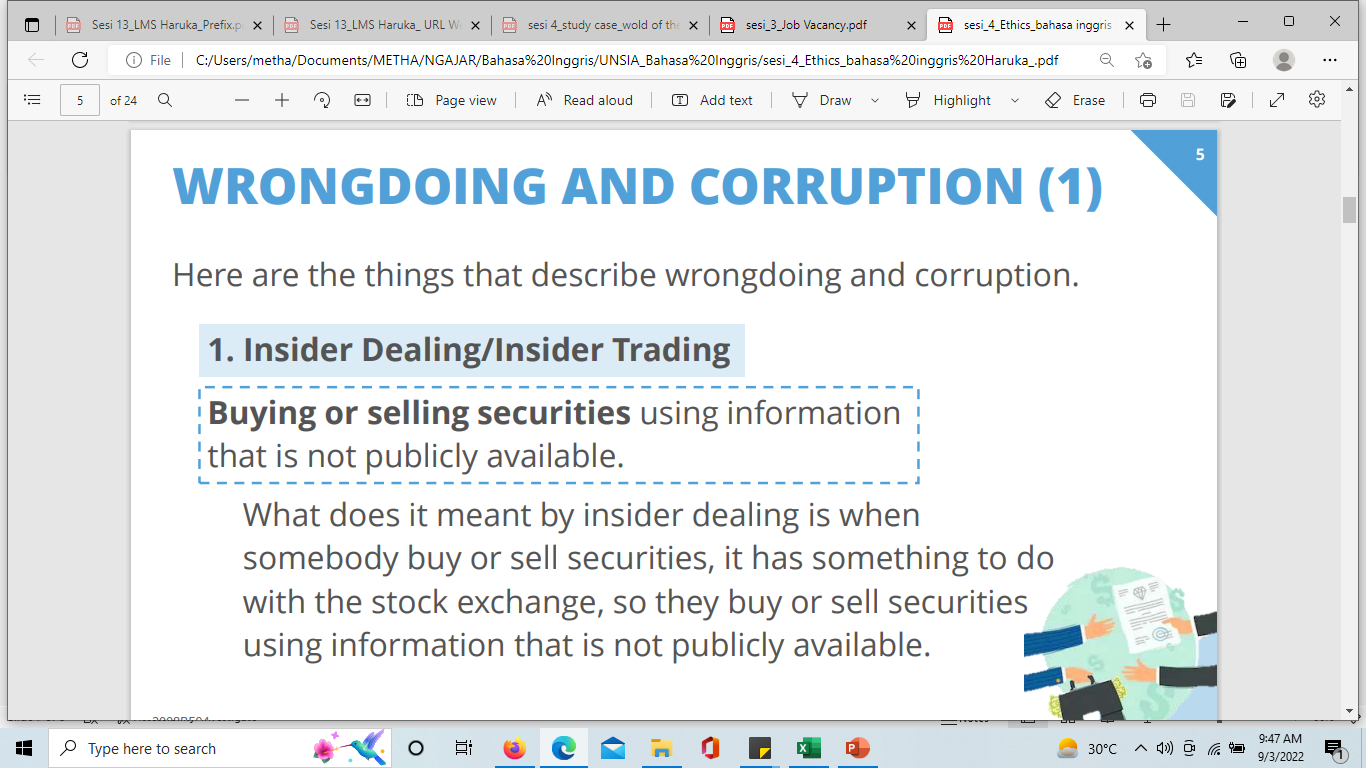 Sesi 13_LMS Haruka_Prefix.p
Sesi 13_LMS Haruka_ URL W
sesi 4_study case_wold of the
sesi_3_Job Vacancy.pdf
sesi_4_Ethics_bahasa inggris
File
C:/Users/metha/Documents/METHA/NGAJAR/Bahasa%20Inggris/UNSIA_Bahasa%20Inggris/sesi_4_Ethics_bahasa%20inggris%20Haruka_.pdf
5 of 24
Page view
Read aloud
Add text
Draw
Highlight
Erase
5
WRONGDOING AND CORRUPTION (1)
Here are the things that describe wrongdoing and corruption.
1. Insider Dealing/Insider Trading
Buying or selling securities using information
that is not publicly available.
What does it meant by insider dealing is when
somebody buy or sell securities, it has something to do
with the stock exchange, so they buy or sell securities
using information that is not publicly available.
Type here to search
30°C
9:47 AM
9/3/2022
1